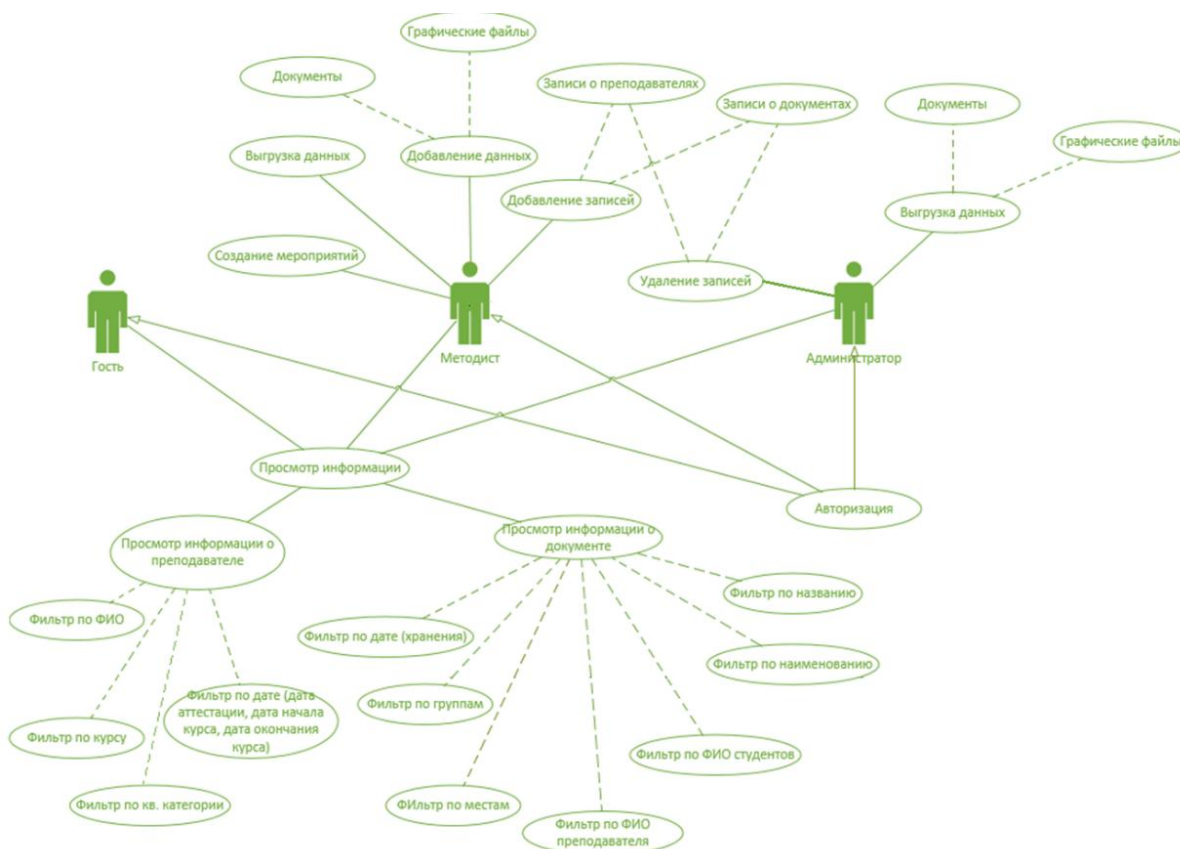 Графические файлы
Документы
Записи о преподавателях
Записи о документах
Документы
Графические файлы
Выгрузка данных
Добавление данных
Добавление записей
Выгрузка данных
Создание мероприятий
Удаление записей
Гость
Методист
Администратор
Просмотр информации
Авторизация
Просмотр информации о
преподавателе
Просмотр информации о
документе
Фильтр по ФИО
Фильтр по дате (хранения)
Фильтр по названию
Фильтр по наименованию
Фильтр по дате (дата
аттестации, дата начала
курса, дата окончания
курса)
Фильтр по группам
Фильтр по курсу
Фильтр по ФИО студентов
Фильтр по кв. категории
ФИльтр по местам
Фильтр по ФИО
преподавателя